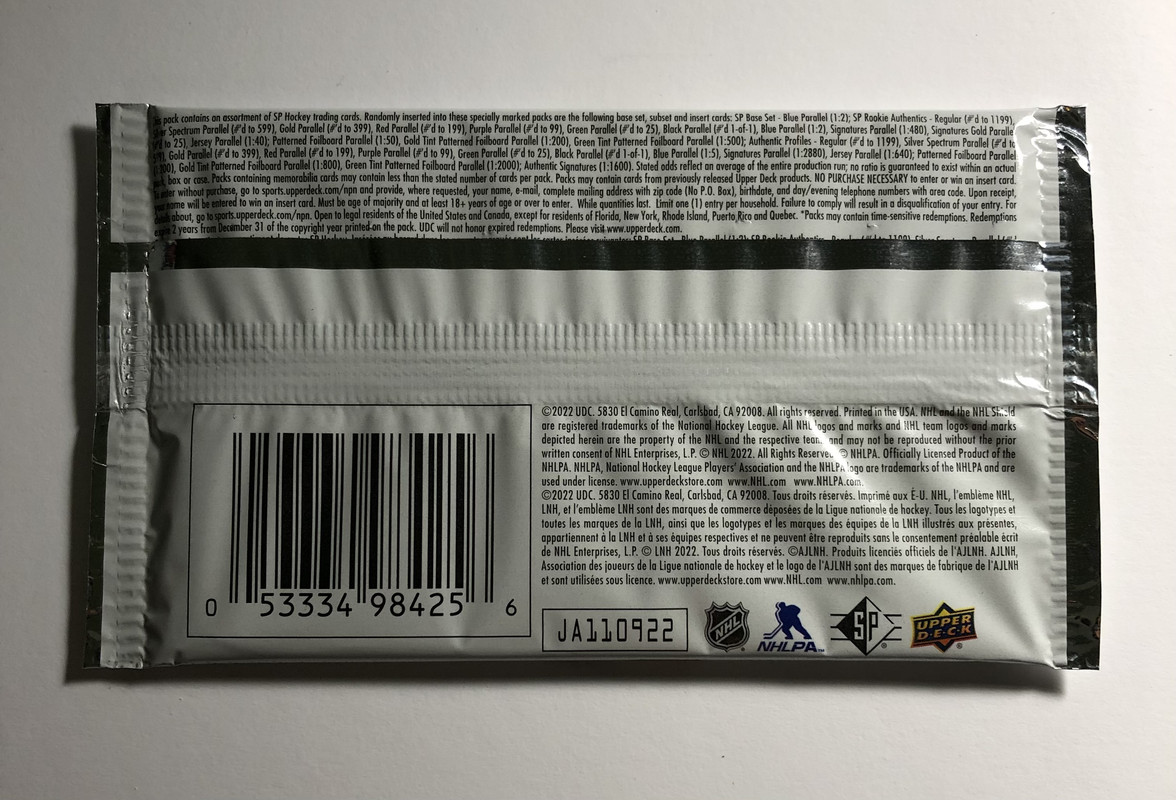 pack contains an assortment of SP Hockey trading cards. Randomly inserted into these specially marked packs are the following base set, subset and insert cards: SP Base Set - Blue Parallel (1:2); SP Rookie Authentics - Regular (#'d to 1199),
Spectrum Parallel (#'d to 599), Gold Parallel (#'d to 399), Red Parallel (#'d to 199), Purple Parallel (#'d to 99), Green Parallel (#'d to 25), Black Parallel (#'d 1-of-1), Blue Parallel (1:2), Signatures Parallel (1:480), Signatures Gold Parallel
to 25), Jersey Parallel (1:40); Patterned Foilboard Parallel (1:50), Gold Tint Patterned Foilboard Parallel (1:200), Green Tint Patterned Foilboard Parallel (1:500); Authentic Profiles - Regular (#'d to 1199), Silver Spectrum Parallel (#'d to
Gold Parallel (#'d to 399), Red Parallel (#'d to 199), Purple Parallel (#'d to 99), Green Parallel (#'d to 25), Black Parallel (#'d 1-of-1), Blue Parallel (1:5), Signatures Parallel (1:2880), Jersey Parallel (1:640); Patterned Foilboard Parallel
Gold Tint Patterned Foilboard Parallel (1:800), Green Tint Patterned Foilboard Parallel (1:2000); Authentic Signatures (1:1600). Stated odds reflect an average of the entire production run; no ratio is guaranteed to exist within an actual
box or case. Packs containing memorabilia cards may contain less than the stated number of cards per pack. Packs may contain cards from previously released Upper Deck products. NO PURCHASE NECESSARY to enter or win an insert card.
enter without purchase, go to sports.upperdeck.com/npn and provide, where requested, your name, e-mail, complete mailing address with zip code (No P.O. Box), birthdate, and day/evening telephone numbers with area code. Upon receipt,
name will be entered to win an insert card. Must be age of majority and at least 18+ years of age or over to enter. While quantities last. Limit one (1) entry per household. Failure to comply will result in a disqualification of your entry. For
about, go to sports.upperdeck.com/npn. Open to legal residents of the United States and Canada, except for residents of Florida, New York, Rhode Island, Puerto Rico and Quebec. *Packs may contain time-sensitive redemptions. Redemptions
2 years from December 31 of the copyright year printed on the pack. UDC will not honor expired redemptions. Please visit www.upperdeck.com.
©2022 UDC. 5830 El Camino Real, Carlsbad, CA 92008. All rights reserved. Printed in the USA. NHL and the NHL Shield
are registered trademarks of the National Hockey League. All NHL logos and marks and NHL team logos and marks
depicted herein are the property of the NHL and the respective teams and may not be reproduced without the prior
written consent of NHL Enterprises, L.P. © NHL 2022. All Rights Reserved. © NHLPA. Officially Licensed Product of the
NHLPA. NHLPA, National Hockey League Players' Association and the NHLPA logo are trademarks of the NHLPA and are
used under license. www.upperdeckstore.com www.NHL.com www.NHLPA.com.
©2022 UDC. 5830 El Camino Real, Carlsbad, CA 92008. Tous droits réservés. Imprimé aux É-U. NHL, l'emblème NHL,
LNH, et l'emblème LNH sont des marques de commerce déposées de la Ligue nationale de hockey. Tous les logotypes et
toutes les marques de la LNH, ainsi que les logotypes et les marques des équipes de la LNH illustrés aux présentes,
appartiennent à la LNH et à ses équipes respectives et ne peuvent être reproduits sans le consentement préalable écrit
de NHL Enterprises, L.P. © LNH 2022. Tous droits réservés. ©AJLNH. Produits licenciés officiels de l'AJLNH. AJLNH,
Association des joueurs de la Ligue nationale de hockey et le logo de l'AJLNH sont des marques de fabrique de l'AJLNH
et sont utilisées sous licence. www.upperdeckstore.com www.NHL.com www.nhlpa.com.
0 53334 98425 6
JA110922
NHL
NHLPA
SP
UPPER
DECK